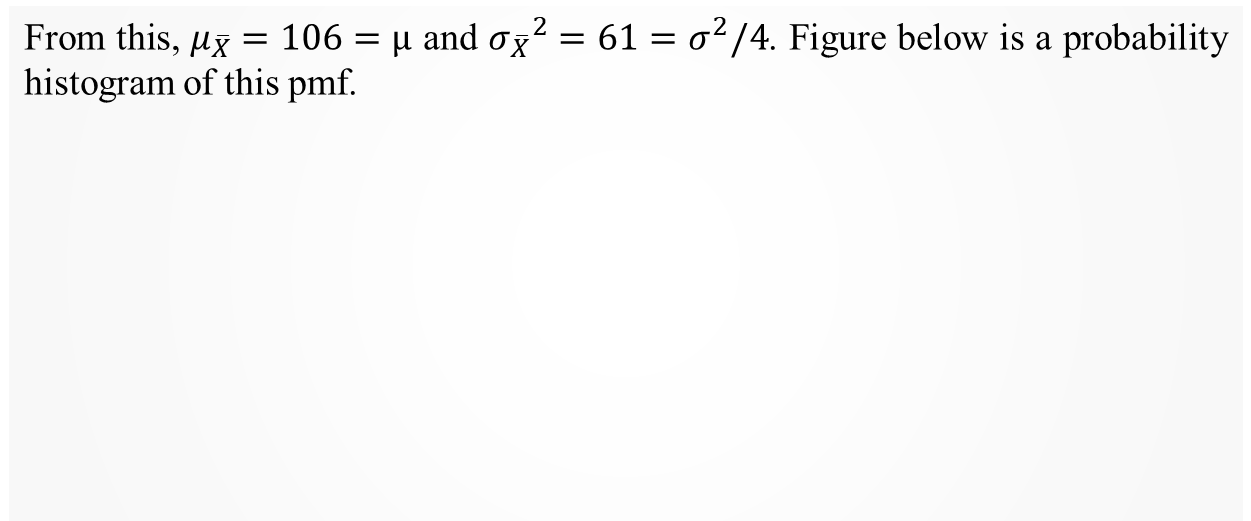 From this, μ_X̄ = 106 = μ and σ_X̄² = 61 = σ²/4. Figure below is a probability
histogram of this pmf.